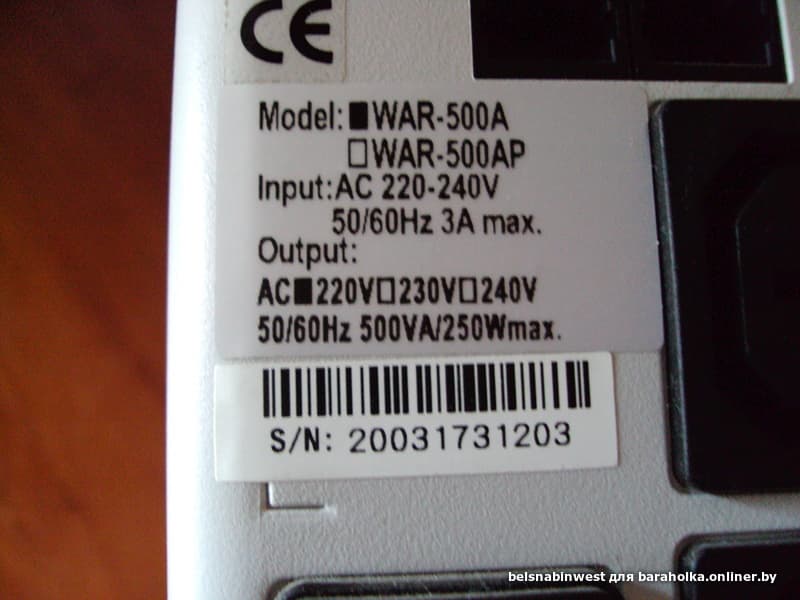 CE
Model: ■WAR-500A
□WAR-500AP
Input:AC 220-240V
50/60Hz 3A max.
Output:
AC■220V□230V□240V
50/60Hz 500VA/250Wmax.
S/N: 20031731203
belsnabinwest для baraholka.onliner.by